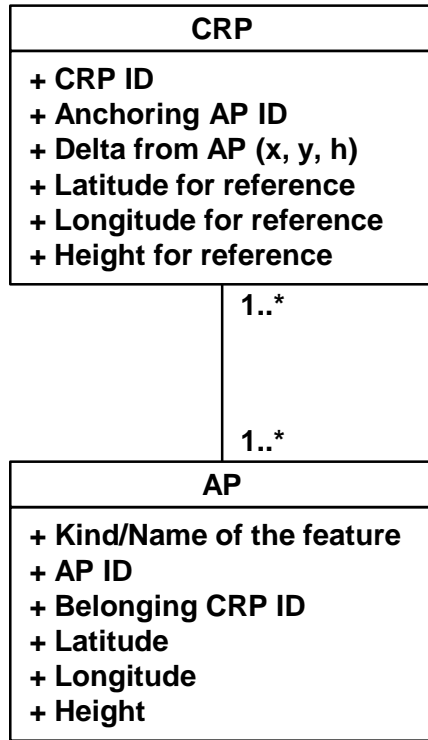 CRP
+ CRP ID
+ Anchoring AP ID
+ Delta from AP (x, y, h)
+ Latitude for reference
+ Longitude for reference
+ Height for reference
1..*
1..*
AP
+ Kind/Name of the feature
+ AP ID
+ Belonging CRP ID
+ Latitude
+ Longitude
+ Height